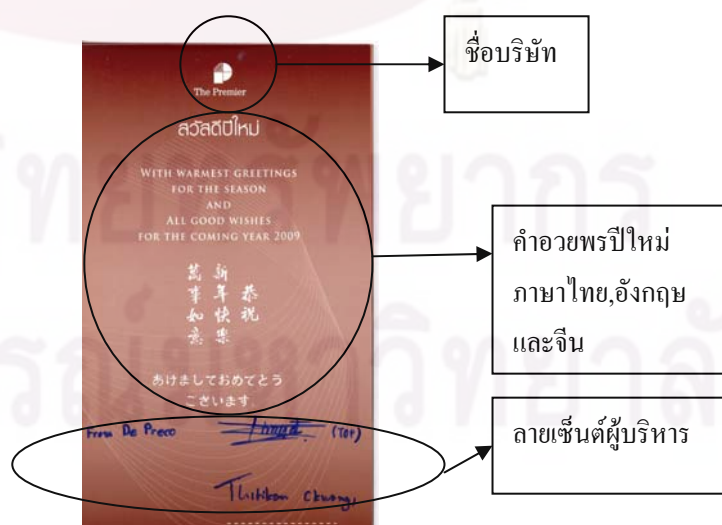 ชื่อบริษัท
The Premier
สวัสดีปีใหม่
WITH WARMEST GREETINGS
FOR THE SEASON
AND
ALL GOOD WISHES
FOR THE COMING YEAR 2009
恭祝
新年快樂
萬事如意
あけましておめでとう
ございます
คำอวยพรปีใหม่
ภาษาไทย,อังกฤษ
และจีน
From De Preco
(TOP)
ลายเซ็นต์ผู้บริหาร